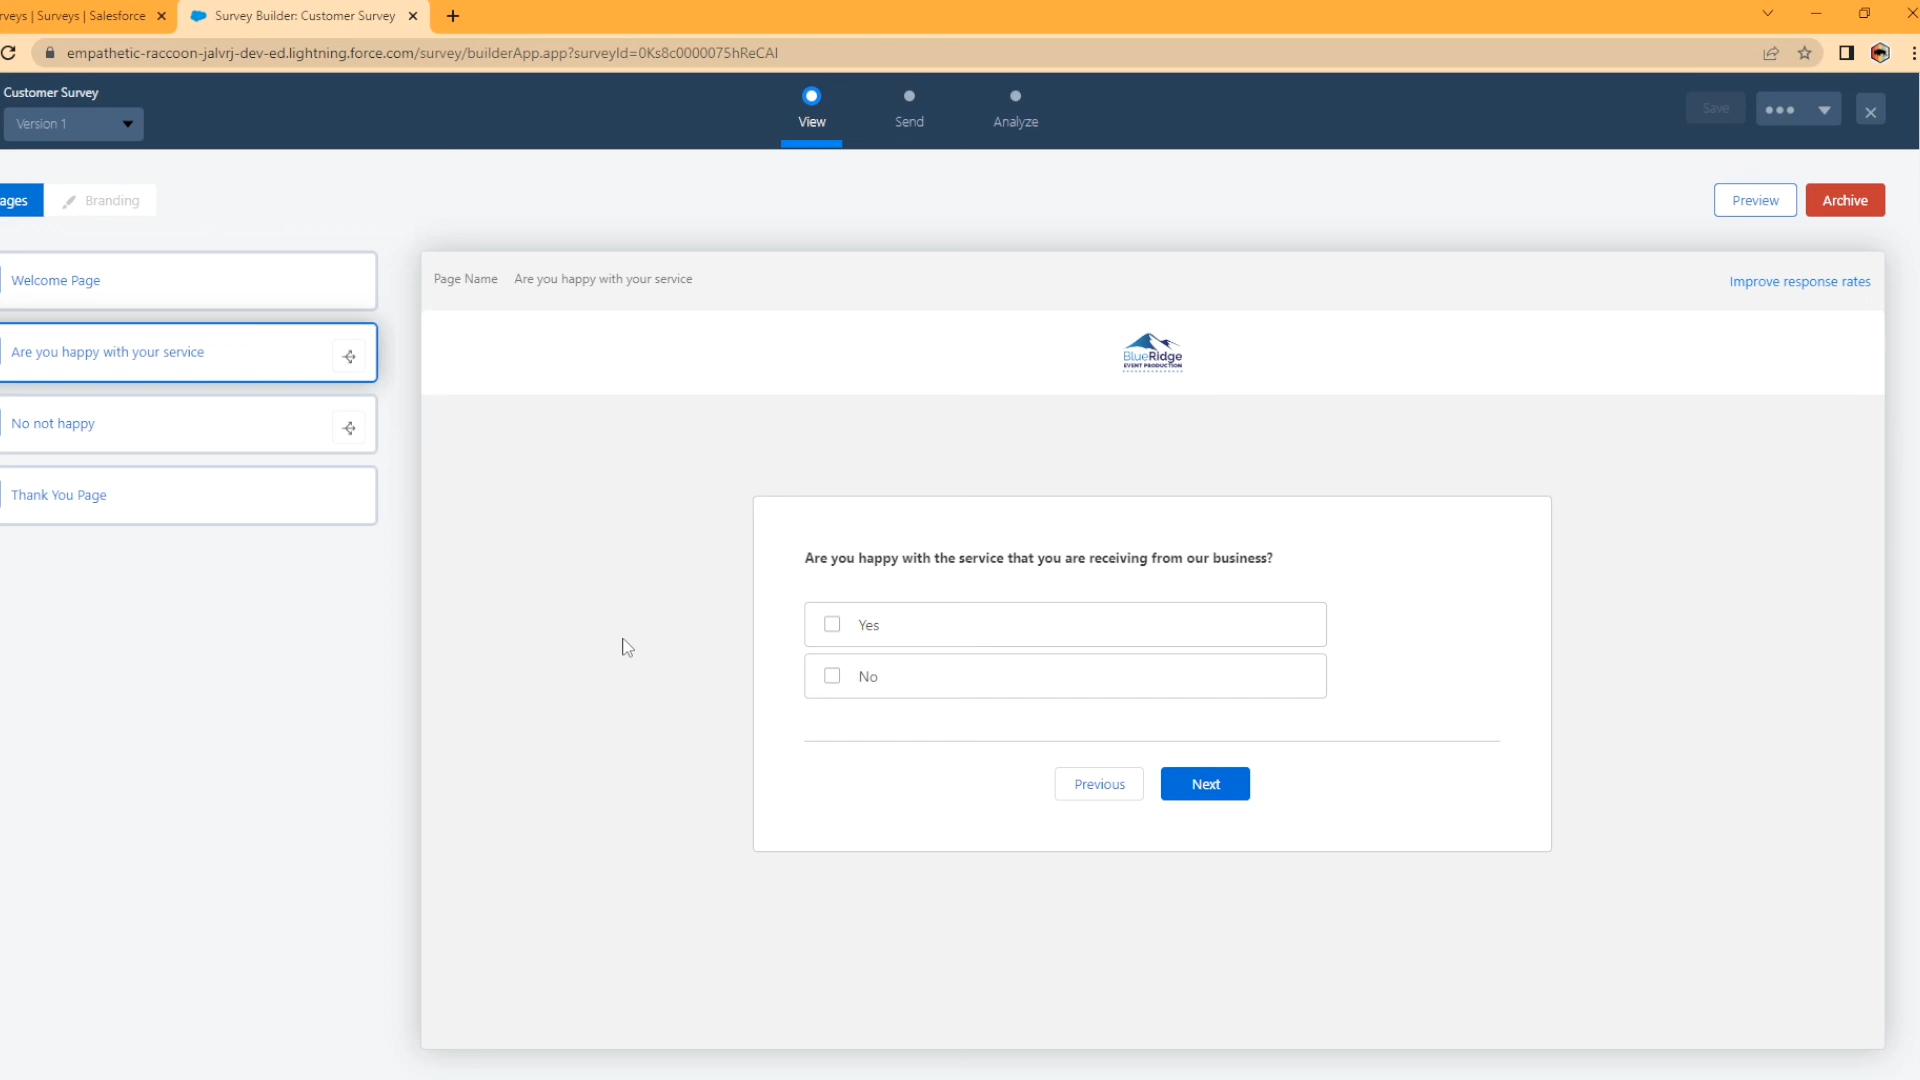 rveys | Surveys | Salesforce
Survey Builder: Customer Survey
empathetic-raccoon-jalvrj-dev-ed.lightning.force.com/survey/builderApp.app?surveyId=0Ks8c0000075hReCAI
Customer Survey
Version 1
View
Send
Analyze
Save
ages
Branding
Preview
Archive
Welcome Page
Are you happy with your service
No not happy
Thank You Page
Page Name Are you happy with your service
Improve response rates
BlueRidge
EVENT PRODUCTION
Are you happy with the service that you are receiving from our business?
Yes
No
Previous
Next